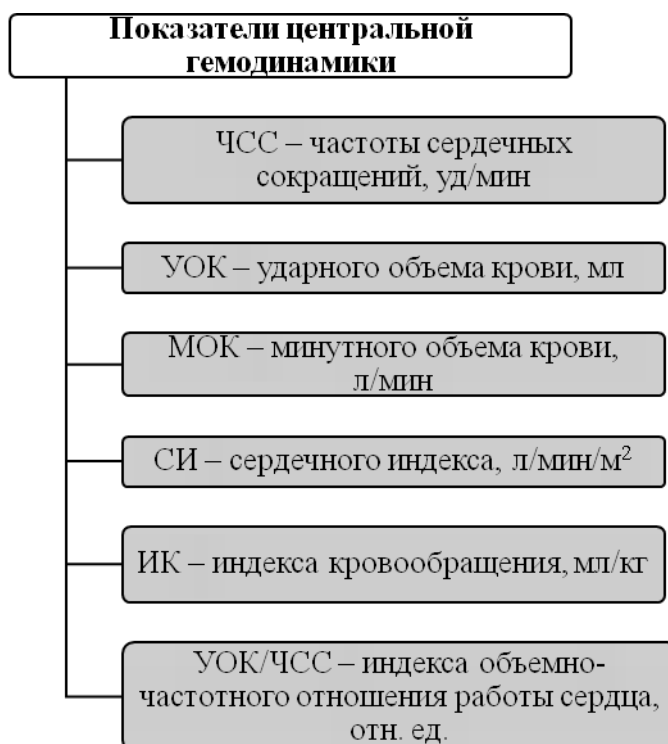 Показатели центральной
гемодинамики
ЧСС – частоты сердечных
сокращений, уд/мин
УОК – ударного объема крови, мл
МОК – минутного объема крови,
л/мин
СИ – сердечного индекса, л/мин/м²
ИК – индекса кровообращения, мл/кг
УОК/ЧСС – индекса объемно-
частотного отношения работы сердца,
отн. ед.